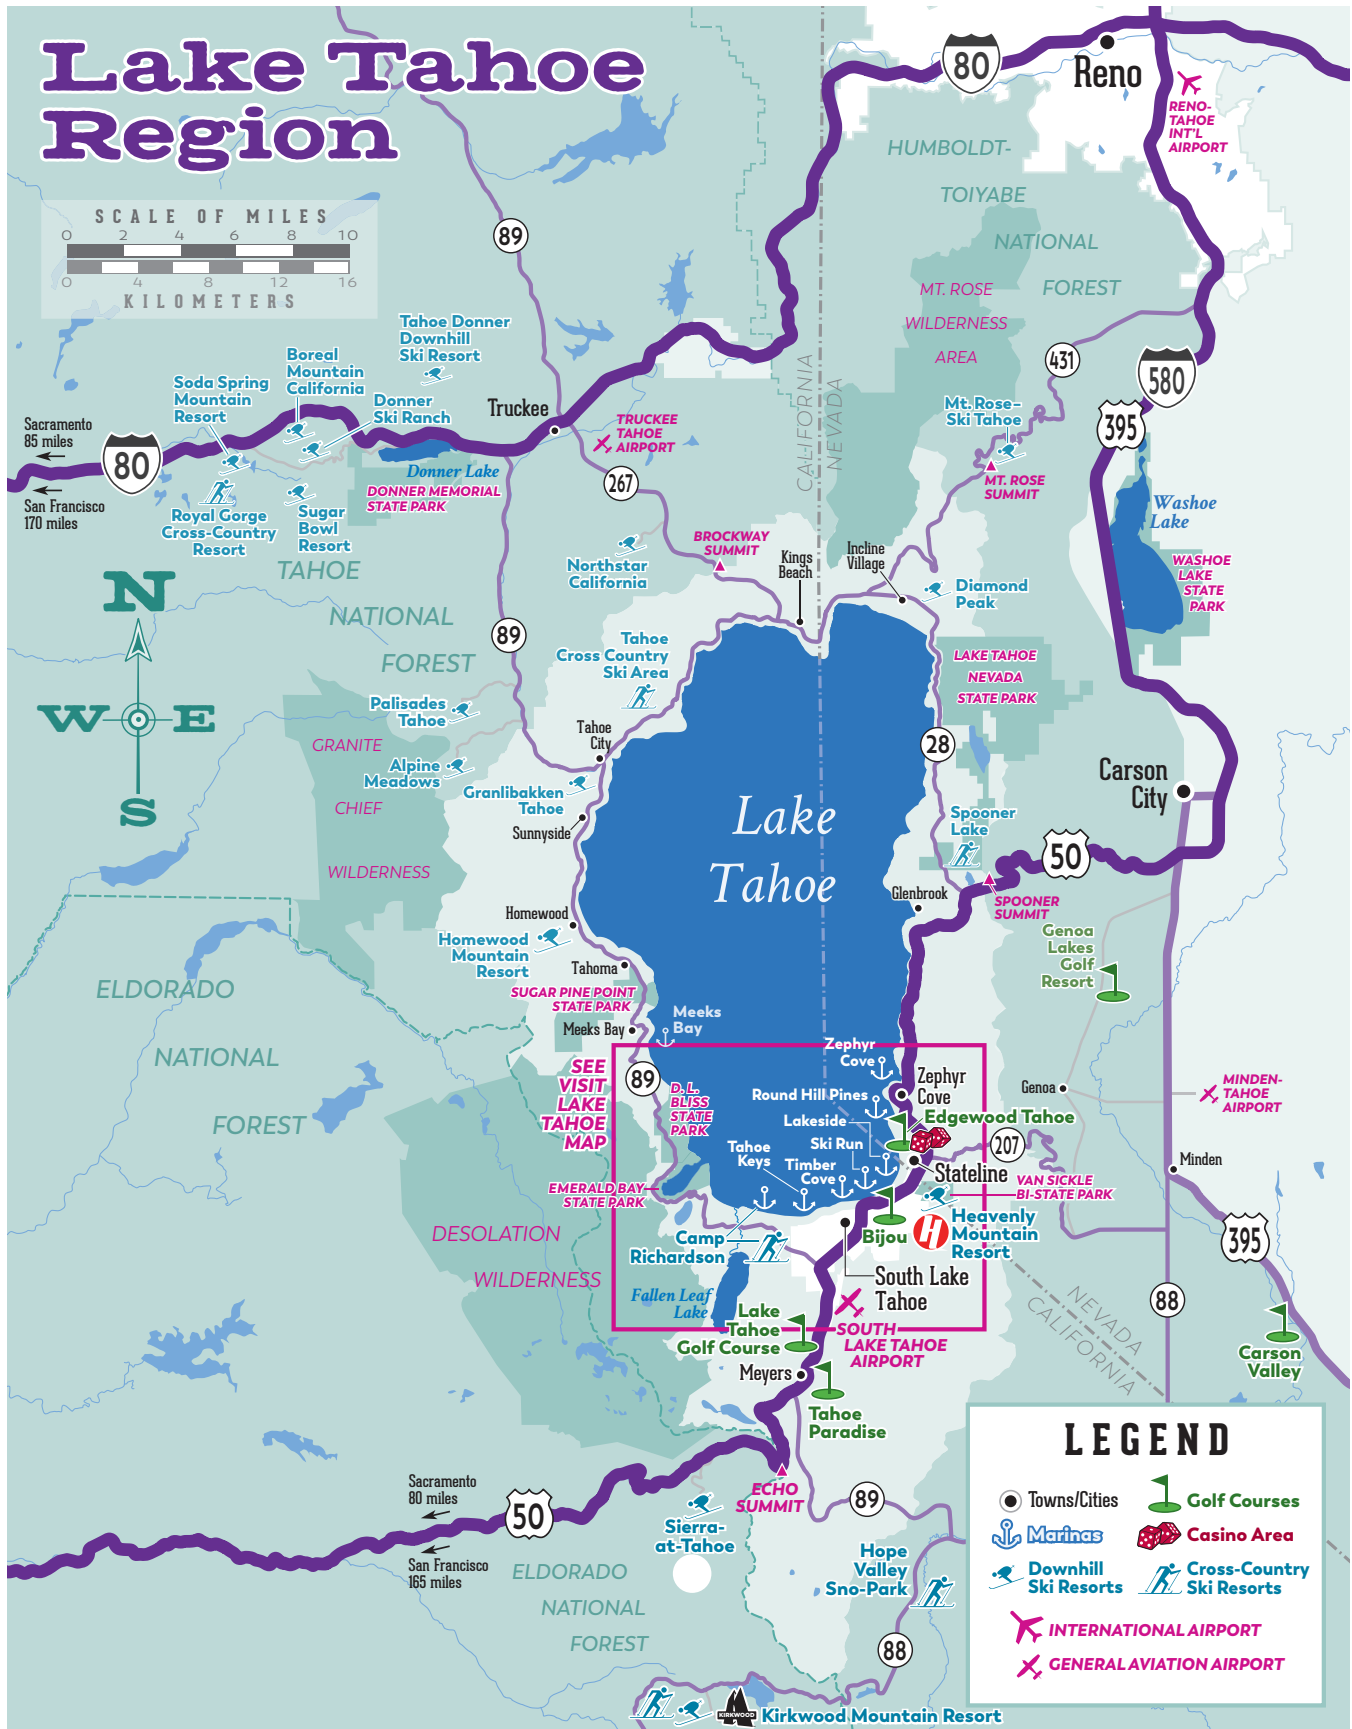 Lake Tahoe
Region
SCALE OF MILES
0 2 4 6 8 10
0 4 8 12 16
KILOMETERS
80
Reno
RENO-
TAHOE
INT'L
AIRPORT
HUMBOLDT-
TOIYABE
NATIONAL
FOREST
MT. ROSE
WILDERNESS
AREA
89
431
580
395
CALIFORNIA
NEVADA
Tahoe Donner
Downhill
Ski Resort
Boreal
Mountain
California
Soda Spring
Mountain
Resort
Donner
Ski Ranch
Truckee
TRUCKEE
TAHOE
AIRPORT
Mt. Rose–
Ski Tahoe
MT. ROSE
SUMMIT
Sacramento
85 miles
80
San Francisco
170 miles
Donner Lake
DONNER MEMORIAL
STATE PARK
267
Royal Gorge
Cross-Country
Resort
Sugar
Bowl
Resort
Washoe
Lake
WASHOE
LAKE
STATE
PARK
BROCKWAY
SUMMIT
Kings
Beach
Incline
Village
Northstar
California
Diamond
Peak
TAHOE
NATIONAL
FOREST
N
W
E
S
89
Tahoe
Cross Country
Ski Area
LAKE TAHOE
NEVADA
STATE PARK
Palisades
Tahoe
Tahoe
City
28
GRANITE
CHIEF
WILDERNESS
Alpine
Meadows
Granlibakken
Tahoe
Sunnyside
Lake
Tahoe
Carson
City
Spooner
Lake
50
Glenbrook
SPOONER
SUMMIT
Homewood
Homewood
Mountain
Resort
Tahoma
SUGAR PINE POINT
STATE PARK
Meeks Bay
Meeks
Bay
Genoa
Lakes
Golf
Resort
ELDORADO
NATIONAL
FOREST
SEE
VISIT
LAKE
TAHOE
MAP
89
D. L.
BLISS
STATE
PARK
Zephyr
Cove
Zephyr
Cove
Round Hill Pines
Lakeside
Edgewood Tahoe
Ski Run
Tahoe
Keys
Timber
Cove
Stateline
207
Genoa
MINDEN-
TAHOE
AIRPORT
Minden
EMERALD BAY
STATE PARK
VAN SICKLE
BI-STATE PARK
Heavenly
Mountain
Resort
H
Bijou
Camp
Richardson
South Lake
Tahoe
395
DESOLATION
WILDERNESS
Fallen Leaf
Lake
Lake
Tahoe
Golf Course
SOUTH
LAKE TAHOE
AIRPORT
NEVADA
CALIFORNIA
88
Carson
Valley
Meyers
Tahoe
Paradise
ECHO
SUMMIT
Sacramento
80 miles
50
San Francisco
165 miles
Sierra-
at-Tahoe
89
Hope
Valley
Sno-Park
ELDORADO
NATIONAL
FOREST
88
KIRKWOOD
Kirkwood Mountain Resort
LEGEND
Towns/Cities
Golf Courses
Marinas
Casino Area
Downhill
Ski Resorts
Cross-Country
Ski Resorts
INTERNATIONAL AIRPORT
GENERAL AVIATION AIRPORT